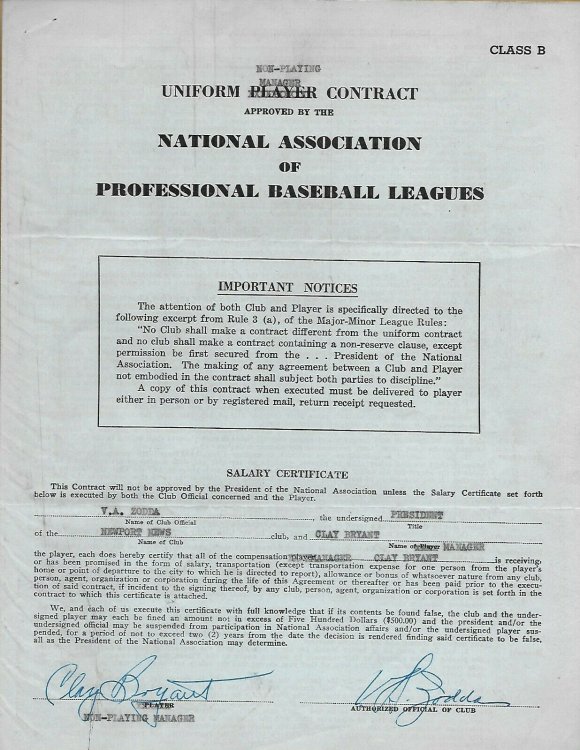 CLASS B
NON-PLAYING
MANAGER
UNIFORM PLAYER CONTRACT
APPROVED BY THE
NATIONAL ASSOCIATION
OF
PROFESSIONAL BASEBALL LEAGUES
IMPORTANT NOTICES
The attention of both Club and Player is specifically directed to the
following excerpt from Rule 3 (a), of the Major-Minor League Rules:
"No Club shall make a contract different from the uniform contract
and no club shall make a contract containing a non-reserve clause, except
permission be first secured from the . . . President of the National
Association. The making of any agreement between a Club and Player
not embodied in the contract shall subject both parties to discipline."
A copy of this contract when executed must be delivered to player
either in person or by registered mail, return receipt requested.
SALARY CERTIFICATE
This Contract will not be approved by the President of the National Association unless the Salary Certificate set forth
below is executed by both the Club Official concerned and the Player.
V.A. ZODDA, the undersigned PRESIDENT
Name of Club Official Title
of the NEWPORT NEWS club, and CLAY BRYANT
Name of Club Name of Player MANAGER
the player, each does hereby certify that all of the compensation player MANAGER CLAY BRYANT is receiving,
or has been promised in the form of salary, transportation (except transportation expense for one person from the player's
home or point of departure to the city to which he is directed to report), allowance or bonus of whatsoever nature from any club,
person, agent, organization or corporation during the life of this Agreement or thereafter or has been paid prior to the execu-
tion of said contract, if incident to the signing thereof, by any club, person, agent, organization or corporation is set forth in the
contract to which this certificate is attached.
We, and each of us execute this certificate with full knowledge that if its contents be found false, the club and the under-
signed player may each be fined an amount not in excess of Five Hundred Dollars ($500.00) and the president and/or the
undersigned official may be suspended from participation in National Association affairs and/or the undersigned player sus-
pended, for a period of not to exceed two (2) years from the date the decision is rendered finding said certificate to be false,
all as the President of the National Association may determine.
Clay Bryant V A Zodda
PLAYER AUTHORIZED OFFICIAL OF CLUB
NON-PLAYING MANAGER